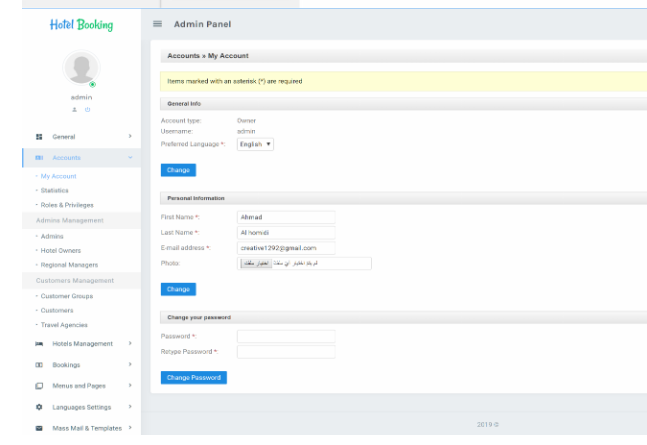 Hotel Booking
Admin Panel
admin
General
Accounts
- My Account
- Statistics
- Roles & Privileges
Admins Management
- Admins
- Hotel Owners
- Regional Managers
Customers Management
- Customer Groups
- Customers
- Travel Agencies
Hotels Management
Bookings
Menus and Pages
Languages Settings
Mass Mail & Templates
Accounts » My Account
Items marked with an asterisk (*) are required
General Info
Account type: Owner
Username: admin
Preferred Language *: English
Change
Personal Information
First Name *: Ahmad
Last Name *: Al homidi
E-mail address *: creative1292@gmail.com
Photo: اختيار ملف لم يتم اختيار أي ملف
Change
Change your password
Password *:
Retype Password *:
Change Password
2019 ©